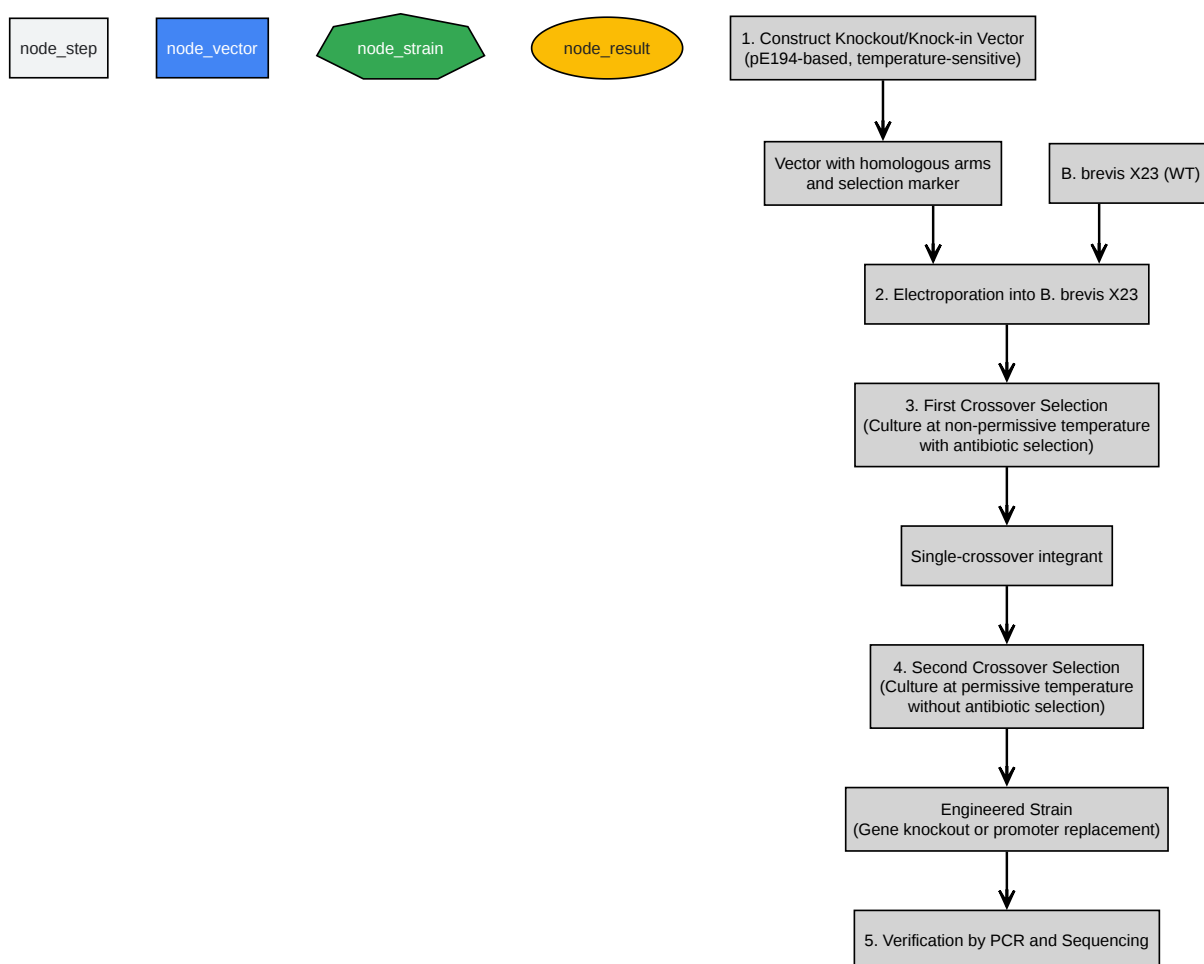 node_step
node_vector
node_strain
node_result
1. Construct Knockout/Knock-in Vector
(pE194-based, temperature-sensitive)
Vector with homologous arms
and selection marker
B. brevis X23 (WT)
2. Electroporation into B. brevis X23
3. First Crossover Selection
(Culture at non-permissive temperature
with antibiotic selection)
Single-crossover integrant
4. Second Crossover Selection
(Culture at permissive temperature
without antibiotic selection)
Engineered Strain
(Gene knockout or promoter replacement)
5. Verification by PCR and Sequencing